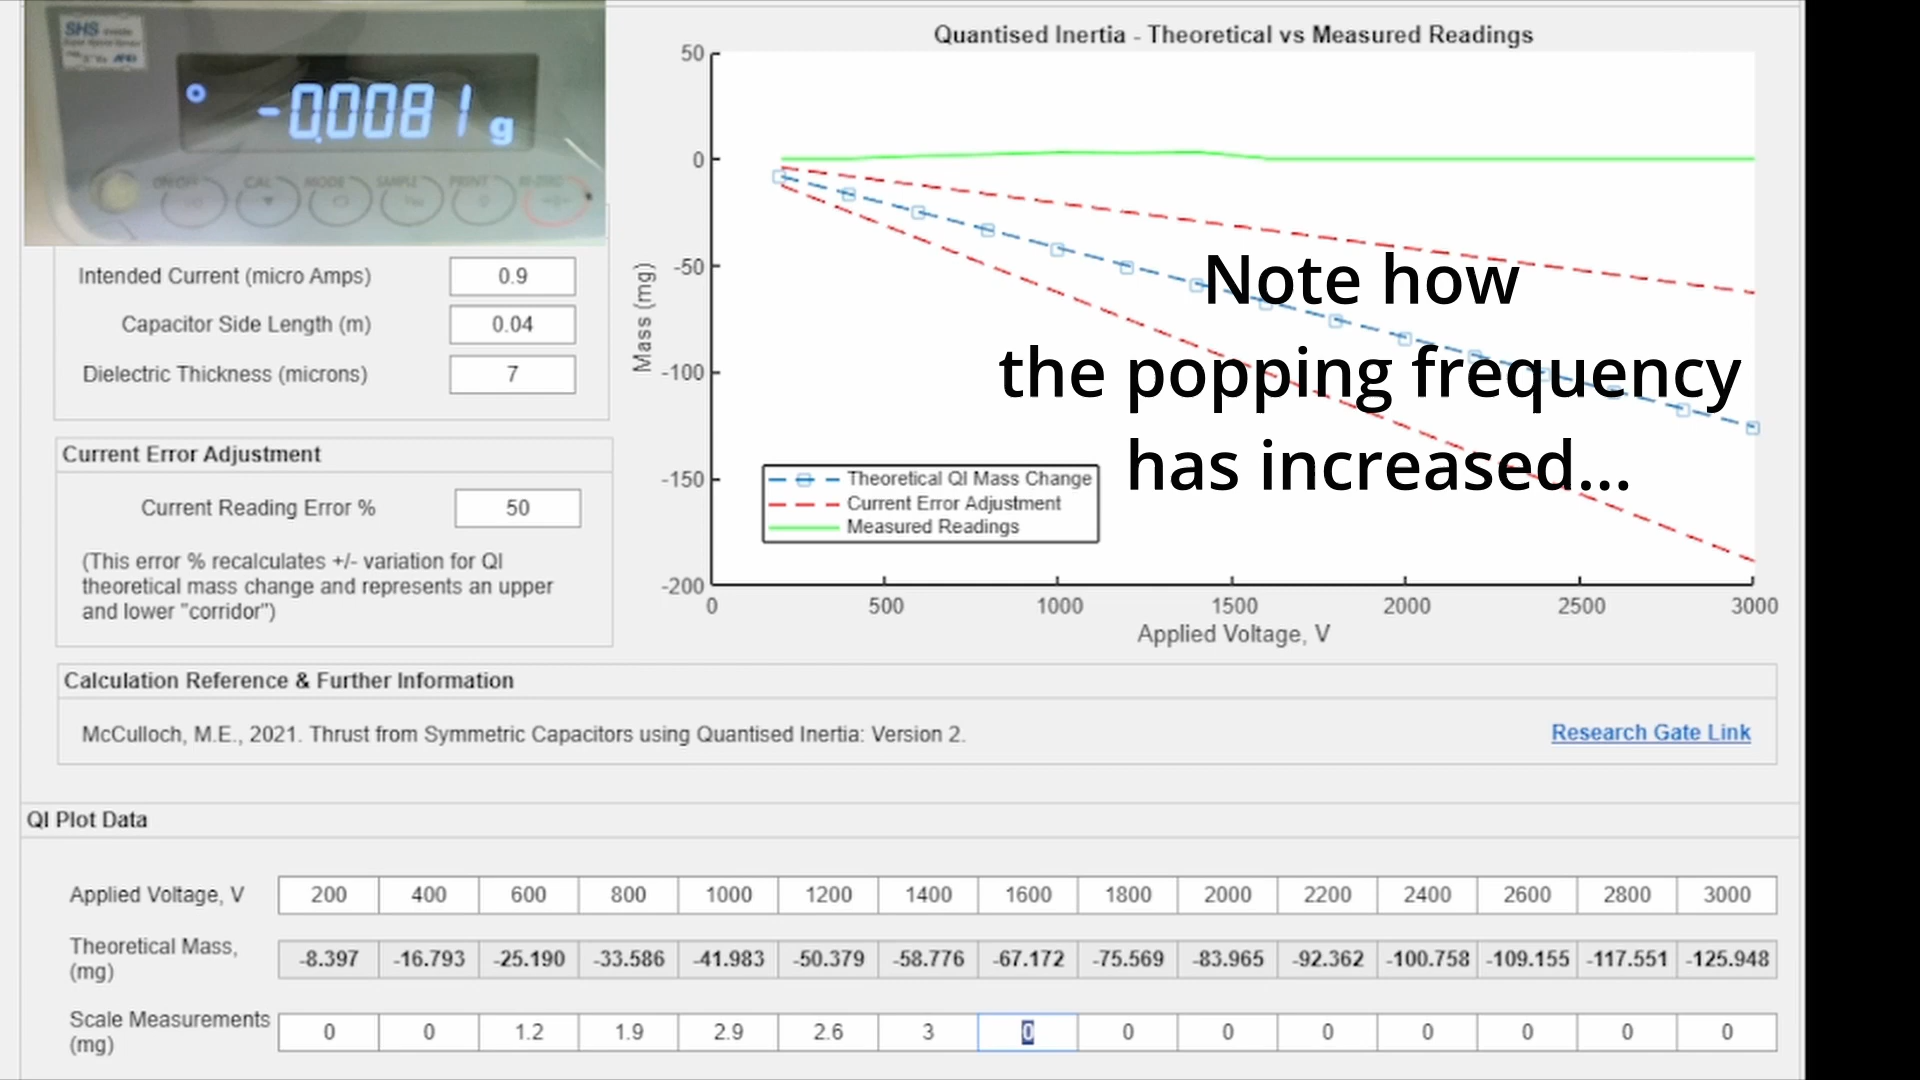 SHS
-0.0081 g
ON:OFF CAL MODE SAMPLE PRINT RE-ZERO
Intended Current (micro Amps) 0.9
Capacitor Side Length (m) 0.04
Dielectric Thickness (microns) 7
Current Error Adjustment
Current Reading Error % 50
(This error % recalculates +/- variation for QI
theoretical mass change and represents an upper
and lower "corridor")
Quantised Inertia - Theoretical vs Measured Readings
50
0
-50
-100
-150
-200
Mass (mg)
0 500 1000 1500 2000 2500 3000
Applied Voltage, V
Theoretical QI Mass Change
Current Error Adjustment
Measured Readings
Note how
the popping frequency
has increased...
Calculation Reference & Further Information
McCulloch, M.E., 2021. Thrust from Symmetric Capacitors using Quantised Inertia: Version 2.
Research Gate Link
QI Plot Data
Applied Voltage, V 200 400 600 800 1000 1200 1400 1600 1800 2000 2200 2400 2600 2800 3000
Theoretical Mass,
(mg)
-8.397 -16.793 -25.190 -33.586 -41.983 -50.379 -58.776 -67.172 -75.569 -83.965 -92.362 -100.758 -109.155 -117.551 -125.948
Scale Measurements
(mg)
0 0 1.2 1.9 2.9 2.6 3 0 0 0 0 0 0 0 0